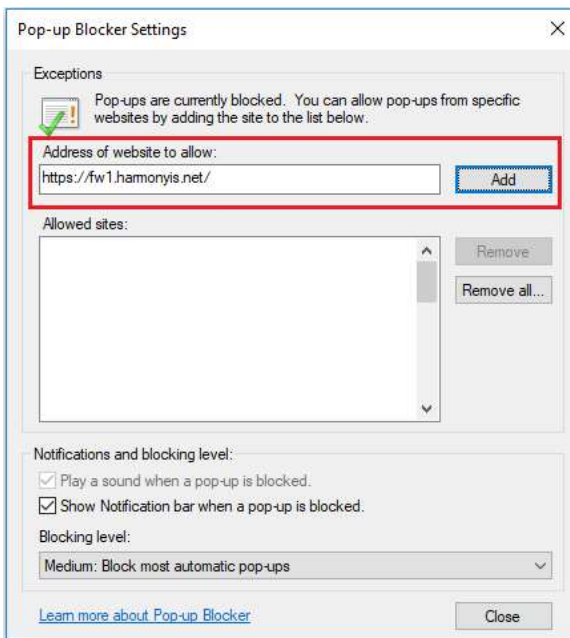 Pop-up Blocker Settings
Exceptions
Pop-ups are currently blocked. You can allow pop-ups from specific
websites by adding the site to the list below.
Address of website to allow:
https://fw1.harmonyis.net/
Add
Allowed sites:
Remove
Remove all...
Notifications and blocking level:
Play a sound when a pop-up is blocked.
Show Notification bar when a pop-up is blocked.
Blocking level:
Medium: Block most automatic pop-ups
Learn more about Pop-up Blocker
Close